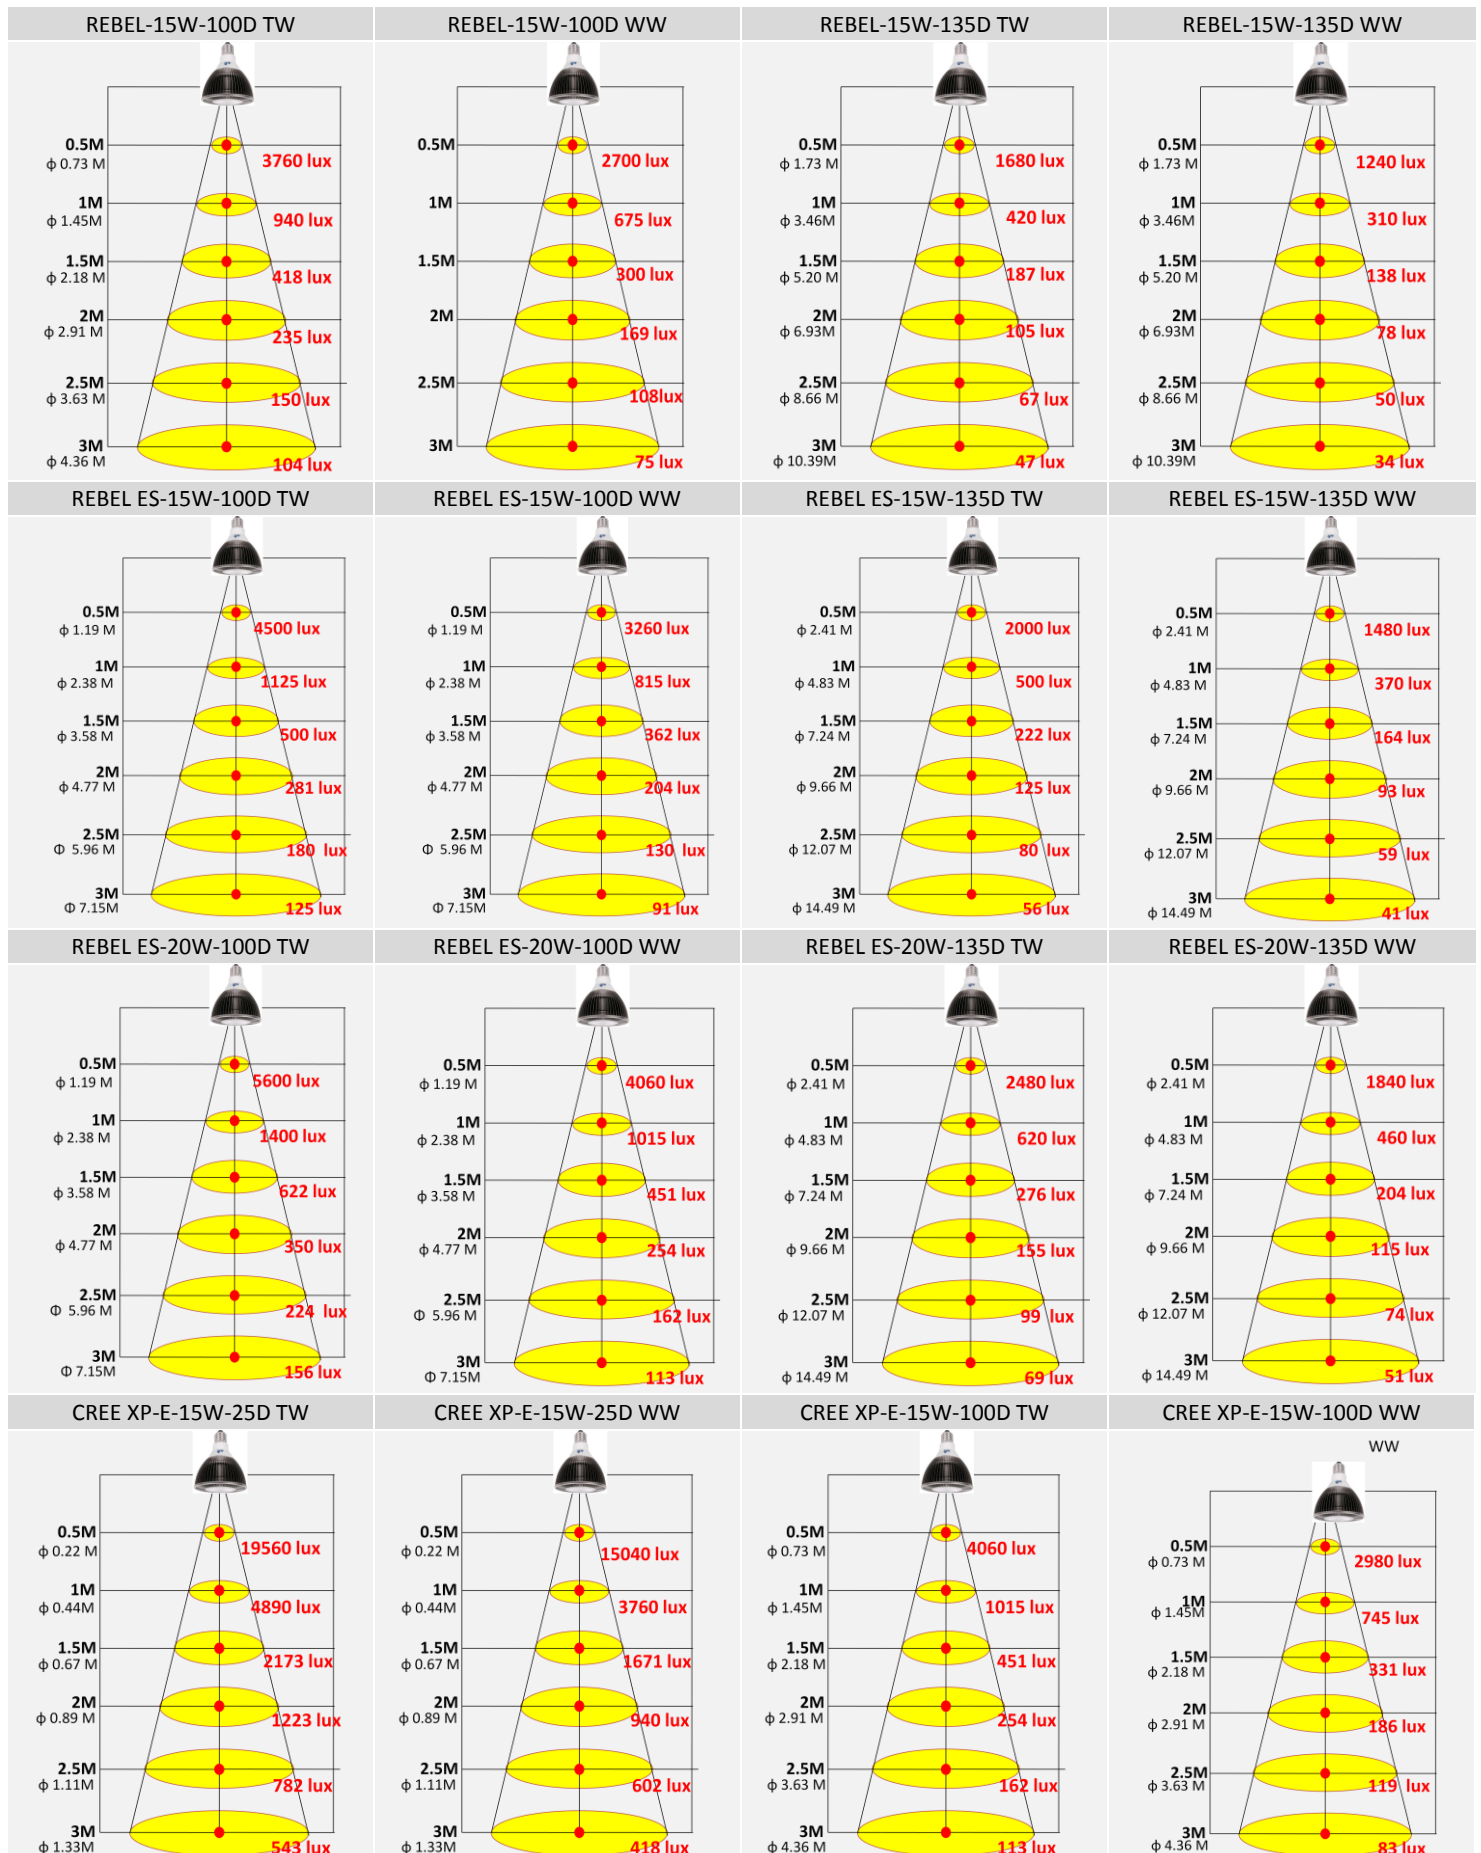 REBEL-15W-100D TW
REBEL-15W-100D WW
REBEL-15W-135D TW
REBEL-15W-135D WW
0.5M
ϕ 0.73 M
3760 lux
1M
ϕ 1.45M
940 lux
1.5M
ϕ 2.18 M
418 lux
2M
ϕ 2.91 M
235 lux
2.5M
ϕ 3.63 M
150 lux
3M
ϕ 4.36 M
104 lux
0.5M
2700 lux
1M
675 lux
1.5M
300 lux
2M
169 lux
2.5M
108lux
3M
75 lux
0.5M
ϕ 1.73 M
1680 lux
1M
ϕ 3.46M
420 lux
1.5M
ϕ 5.20 M
187 lux
2M
ϕ 6.93M
105 lux
2.5M
ϕ 8.66 M
67 lux
3M
ϕ 10.39M
47 lux
0.5M
ϕ 1.73 M
1240 lux
1M
ϕ 3.46M
310 lux
1.5M
ϕ 5.20 M
138 lux
2M
ϕ 6.93M
78 lux
2.5M
ϕ 8.66 M
50 lux
3M
ϕ 10.39M
34 lux
REBEL ES-15W-100D TW
REBEL ES-15W-100D WW
REBEL ES-15W-135D TW
REBEL ES-15W-135D WW
0.5M
ϕ 1.19 M
4500 lux
1M
ϕ 2.38 M
1125 lux
1.5M
ϕ 3.58 M
500 lux
2M
ϕ 4.77 M
281 lux
2.5M
Φ 5.96 M
180 lux
3M
Φ 7.15M
125 lux
0.5M
ϕ 1.19 M
3260 lux
1M
ϕ 2.38 M
815 lux
1.5M
ϕ 3.58 M
362 lux
2M
ϕ 4.77 M
204 lux
2.5M
Φ 5.96 M
130 lux
3M
Φ 7.15M
91 lux
0.5M
ϕ 2.41 M
2000 lux
1M
ϕ 4.83 M
500 lux
1.5M
ϕ 7.24 M
222 lux
2M
ϕ 9.66 M
125 lux
2.5M
ϕ 12.07 M
80 lux
3M
ϕ 14.49 M
56 lux
0.5M
ϕ 2.41 M
1480 lux
1M
ϕ 4.83 M
370 lux
1.5M
ϕ 7.24 M
164 lux
2M
ϕ 9.66 M
93 lux
2.5M
ϕ 12.07 M
59 lux
3M
ϕ 14.49 M
41 lux
REBEL ES-20W-100D TW
REBEL ES-20W-100D WW
REBEL ES-20W-135D TW
REBEL ES-20W-135D WW
0.5M
ϕ 1.19 M
5600 lux
1M
ϕ 2.38 M
1400 lux
1.5M
ϕ 3.58 M
622 lux
2M
ϕ 4.77 M
350 lux
2.5M
Φ 5.96 M
224 lux
3M
Φ 7.15M
156 lux
0.5M
ϕ 1.19 M
4060 lux
1M
ϕ 2.38 M
1015 lux
1.5M
ϕ 3.58 M
451 lux
2M
ϕ 4.77 M
254 lux
2.5M
Φ 5.96 M
162 lux
3M
Φ 7.15M
113 lux
0.5M
ϕ 2.41 M
2480 lux
1M
ϕ 4.83 M
620 lux
1.5M
ϕ 7.24 M
276 lux
2M
ϕ 9.66 M
155 lux
2.5M
ϕ 12.07 M
99 lux
3M
ϕ 14.49 M
69 lux
0.5M
ϕ 2.41 M
1840 lux
1M
ϕ 4.83 M
460 lux
1.5M
ϕ 7.24 M
204 lux
2M
ϕ 9.66 M
115 lux
2.5M
ϕ 12.07 M
74 lux
3M
ϕ 14.49 M
51 lux
CREE XP-E-15W-25D TW
CREE XP-E-15W-25D WW
CREE XP-E-15W-100D TW
CREE XP-E-15W-100D WW
0.5M
ϕ 0.22 M
19560 lux
1M
ϕ 0.44M
4890 lux
1.5M
ϕ 0.67 M
2173 lux
2M
ϕ 0.89 M
1223 lux
2.5M
ϕ 1.11M
782 lux
3M
ϕ 1.33M
543 lux
0.5M
ϕ 0.22 M
15040 lux
1M
ϕ 0.44M
3760 lux
1.5M
ϕ 0.67 M
1671 lux
2M
ϕ 0.89 M
940 lux
2.5M
ϕ 1.11M
602 lux
3M
ϕ 1.33M
418 lux
0.5M
ϕ 0.73 M
4060 lux
1M
ϕ 1.45M
1015 lux
1.5M
ϕ 2.18 M
451 lux
2M
ϕ 2.91 M
254 lux
2.5M
ϕ 3.63 M
162 lux
3M
ϕ 4.36 M
113 lux
WW
0.5M
ϕ 0.73 M
2980 lux
1M
ϕ 1.45M
745 lux
1.5M
ϕ 2.18 M
331 lux
2M
ϕ 2.91 M
186 lux
2.5M
ϕ 3.63 M
119 lux
3M
ϕ 4.36 M
83 lux